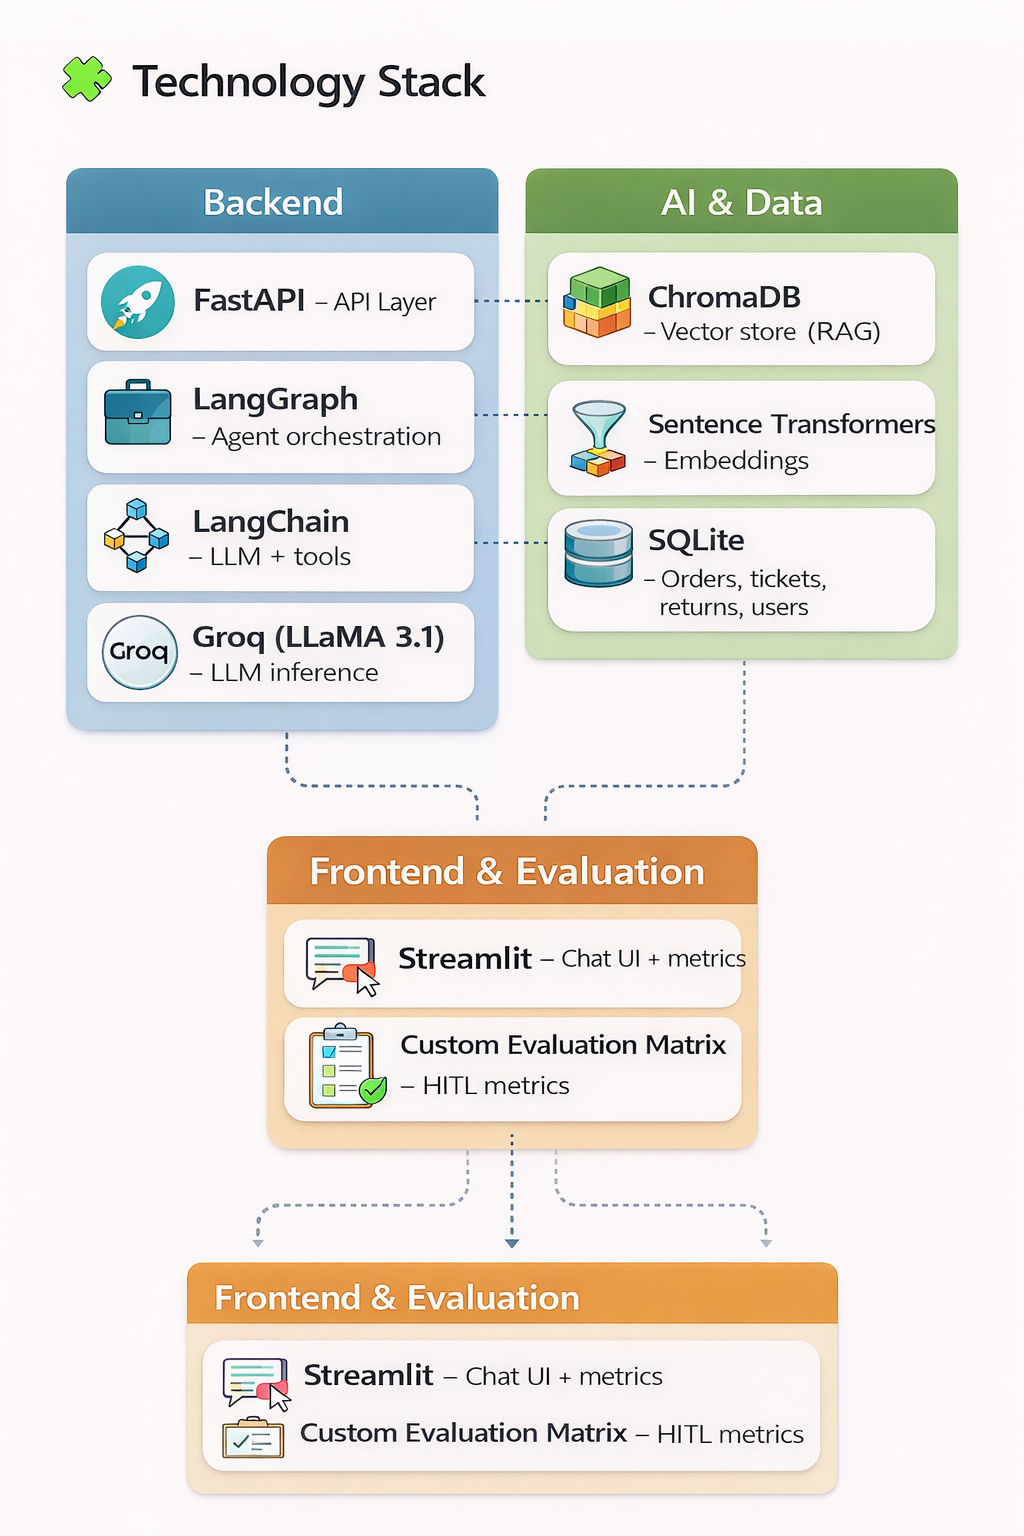 Technology Stack
Backend
FastAPI – API Layer
LangGraph
– Agent orchestration
LangChain
– LLM + tools
Groq
Groq (LLaMA 3.1)
– LLM inference
AI & Data
ChromaDB
– Vector store (RAG)
Sentence Transformers
– Embeddings
SQLite
– Orders, tickets,
returns, users
Frontend & Evaluation
Streamlit – Chat UI + metrics
Custom Evaluation Matrix
– HITL metrics
Frontend & Evaluation
Streamlit – Chat UI + metrics
Custom Evaluation Matrix – HITL metrics